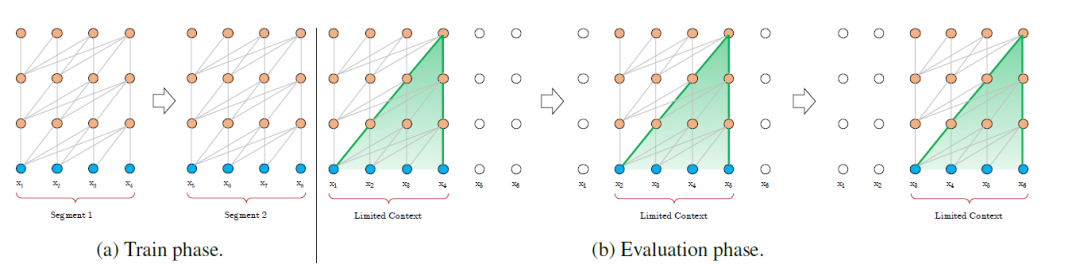 x₁ x₂ x₃ x₄
x₅ x₆ x₇ x₈
x₁ x₂ x₃ x₄ x₅ x₆
x₁ x₂ x₃ x₄ x₅ x₆
x₁ x₂ x₃ x₄ x₅ x₆
Segment 1
Segment 2
Limited Context
Limited Context
Limited Context
(a) Train phase.
(b) Evaluation phase.